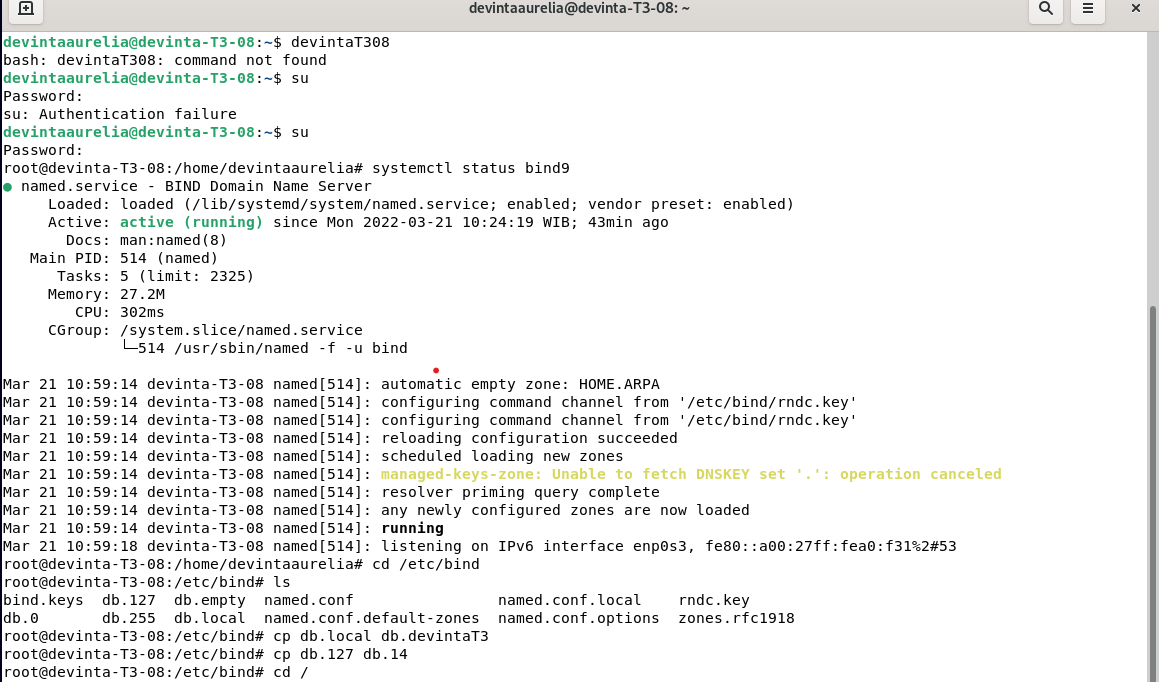 devintaaurelia@devinta-T3-08: ~
devintaaurelia@devinta-T3-08:~$ devintaT308
bash: devintaT308: command not found
devintaaurelia@devinta-T3-08:~$ su
Password:
su: Authentication failure
devintaaurelia@devinta-T3-08:~$ su
Password:
root@devinta-T3-08:/home/devintaaurelia# systemctl status bind9
● named.service - BIND Domain Name Server
     Loaded: loaded (/lib/systemd/system/named.service; enabled; vendor preset: enabled)
     Active: active (running) since Mon 2022-03-21 10:24:19 WIB; 43min ago
       Docs: man:named(8)
   Main PID: 514 (named)
      Tasks: 5 (limit: 2325)
     Memory: 27.2M
        CPU: 302ms
     CGroup: /system.slice/named.service
             └─514 /usr/sbin/named -f -u bind
Mar 21 10:59:14 devinta-T3-08 named[514]: automatic empty zone: HOME.ARPA
Mar 21 10:59:14 devinta-T3-08 named[514]: configuring command channel from '/etc/bind/rndc.key'
Mar 21 10:59:14 devinta-T3-08 named[514]: configuring command channel from '/etc/bind/rndc.key'
Mar 21 10:59:14 devinta-T3-08 named[514]: reloading configuration succeeded
Mar 21 10:59:14 devinta-T3-08 named[514]: scheduled loading new zones
Mar 21 10:59:14 devinta-T3-08 named[514]: managed-keys-zone: Unable to fetch DNSKEY set '.': operation canceled
Mar 21 10:59:14 devinta-T3-08 named[514]: resolver priming query complete
Mar 21 10:59:14 devinta-T3-08 named[514]: any newly configured zones are now loaded
Mar 21 10:59:14 devinta-T3-08 named[514]: running
Mar 21 10:59:18 devinta-T3-08 named[514]: listening on IPv6 interface enp0s3, fe80::a00:27ff:fea0:f31%2#53
root@devinta-T3-08:/home/devintaaurelia# cd /etc/bind
root@devinta-T3-08:/etc/bind# ls
bind.keys  db.127  db.empty  named.conf                named.conf.local    rndc.key
db.0       db.255  db.local  named.conf.default-zones  named.conf.options  zones.rfc1918
root@devinta-T3-08:/etc/bind# cp db.local db.devintaT3
root@devinta-T3-08:/etc/bind# cp db.127 db.14
root@devinta-T3-08:/etc/bind# cd /